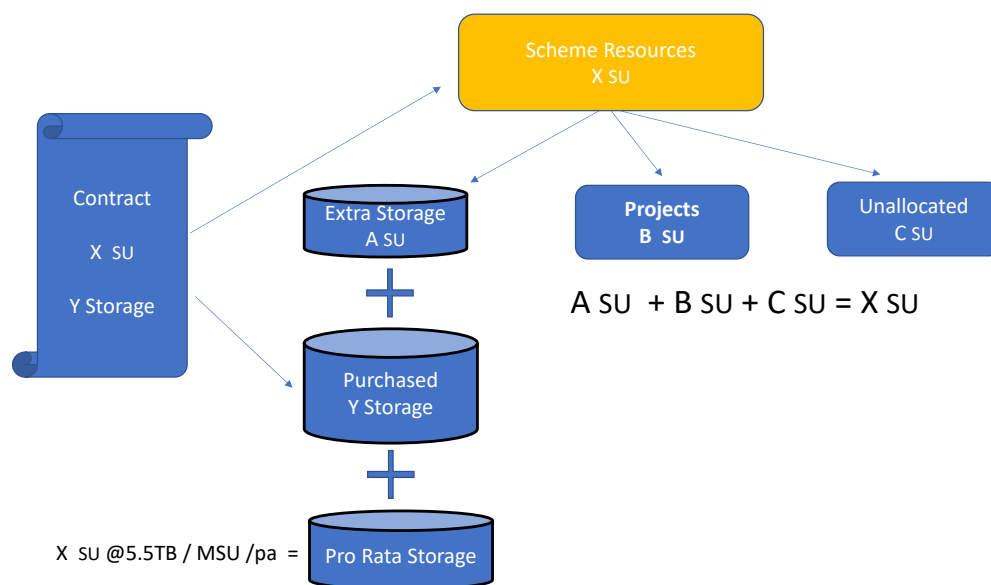 Scheme Resources
X SU
Contract
X SU
Y Storage
Extra Storage
A SU
Projects
B SU
Unallocated
C SU
A SU + B SU + C SU = X SU
Purchased
Y Storage
X SU @5.5TB / MSU /pa =
Pro Rata Storage